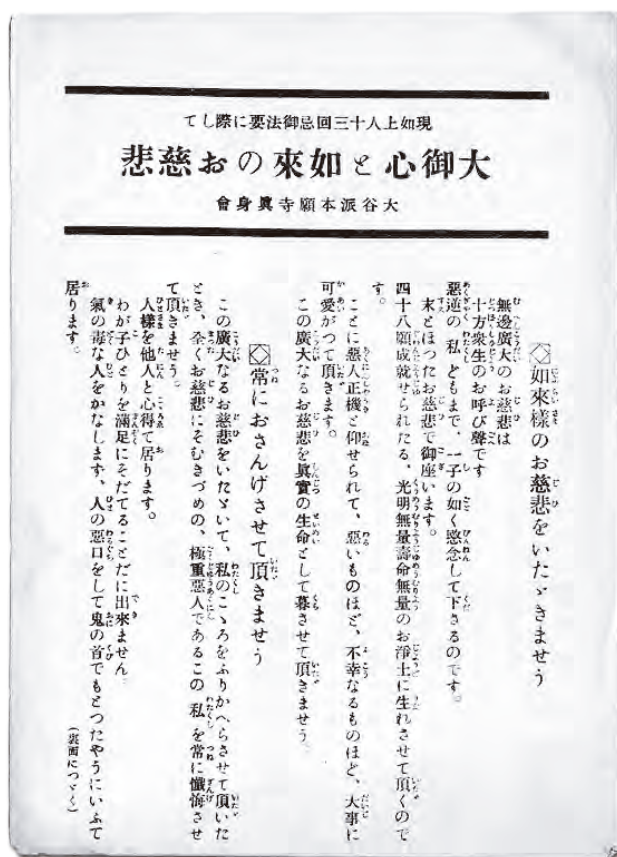 現如上人十三回忌御法要に際して
大御心と如來のお慈悲
大谷派本願寺眞身會
◇如來樣のお慈悲をいたゞきませう
無邊廣大のお慈悲は
十方衆生のお呼び聲です
惡逆の私どもまで、一子の如く愍念して下さるのです。
末とほつたお慈悲で御座います。
四十八願成就せられたる、光明無量壽命無量のお淨土に生れさせて頂くので
す。
ことに惡人正機と仰せられて、惡いものほど、不幸なるものほど、大事に
可愛がつて頂きます。
この廣大なるお慈悲を眞實の生命として暮させて頂きませう。
◇常におさんげさせて頂きませう
この廣大なるお慈悲をいたゞいて、私のこゝろをふりかへらさせて頂いた
とき、全くお慈悲にそむきづめの、極重惡人であるこの私を常に懺悔させ
て頂きませう。
人樣を他人と心得て居ります。
わが子ひとりを滿足にそだてることだに出來ません。
氣の毒な人をかなします、人の惡口をして鬼の首でもとつたやうにいふて
居ります。
(裏面につゞく)